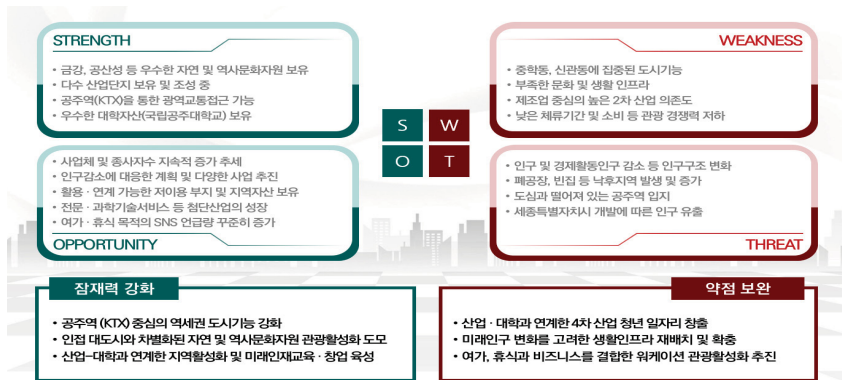 STRENGTH
• 금강, 공산성 등 우수한 자연 및 역사문화자원 보유
• 다수 산업단지 보유 및 조성 중
• 공주역(KTX)을 통한 광역교통접근 가능
• 우수한 대학자산(국립공주대학교) 보유
WEAKNESS
• 중학동, 신관동에 집중된 도시기능
• 부족한 문화 및 생활 인프라
• 제조업 중심의 높은 2차 산업 의존도
• 낮은 체류기간 및 소비 등 관광 경쟁력 저하
S W
O T
• 사업체 및 종사자수 지속적 증가 추세
• 인구감소에 대응한 계획 및 다양한 사업 추진
• 활용 · 연계 가능한 저이용 부지 및 지역자산 보유
• 전문 · 과학기술서비스 등 첨단산업의 성장
• 여가 · 휴식 목적의 SNS 언급량 꾸준히 증가
OPPORTUNITY
• 인구 및 경제활동인구 감소 등 인구구조 변화
• 폐공장, 빈집 등 낙후지역 발생 및 증가
• 도심과 떨어져 있는 공주역 입지
• 세종특별자치시 개발에 따른 인구 유출
THREAT
잠재력 강화
• 공주역 (KTX) 중심의 역세권 도시기능 강화
• 인접 대도시와 차별화된 자연 및 역사문화자원 관광활성화 도모
• 산업-대학과 연계한 지역활성화 및 미래인재교육 · 창업 육성
약점 보완
• 산업 · 대학과 연계한 4차 산업 청년 일자리 창출
• 미래인구 변화를 고려한 생활인프라 재배치 및 확충
• 여가, 휴식과 비즈니스를 결합한 워케이션 관광활성화 추진